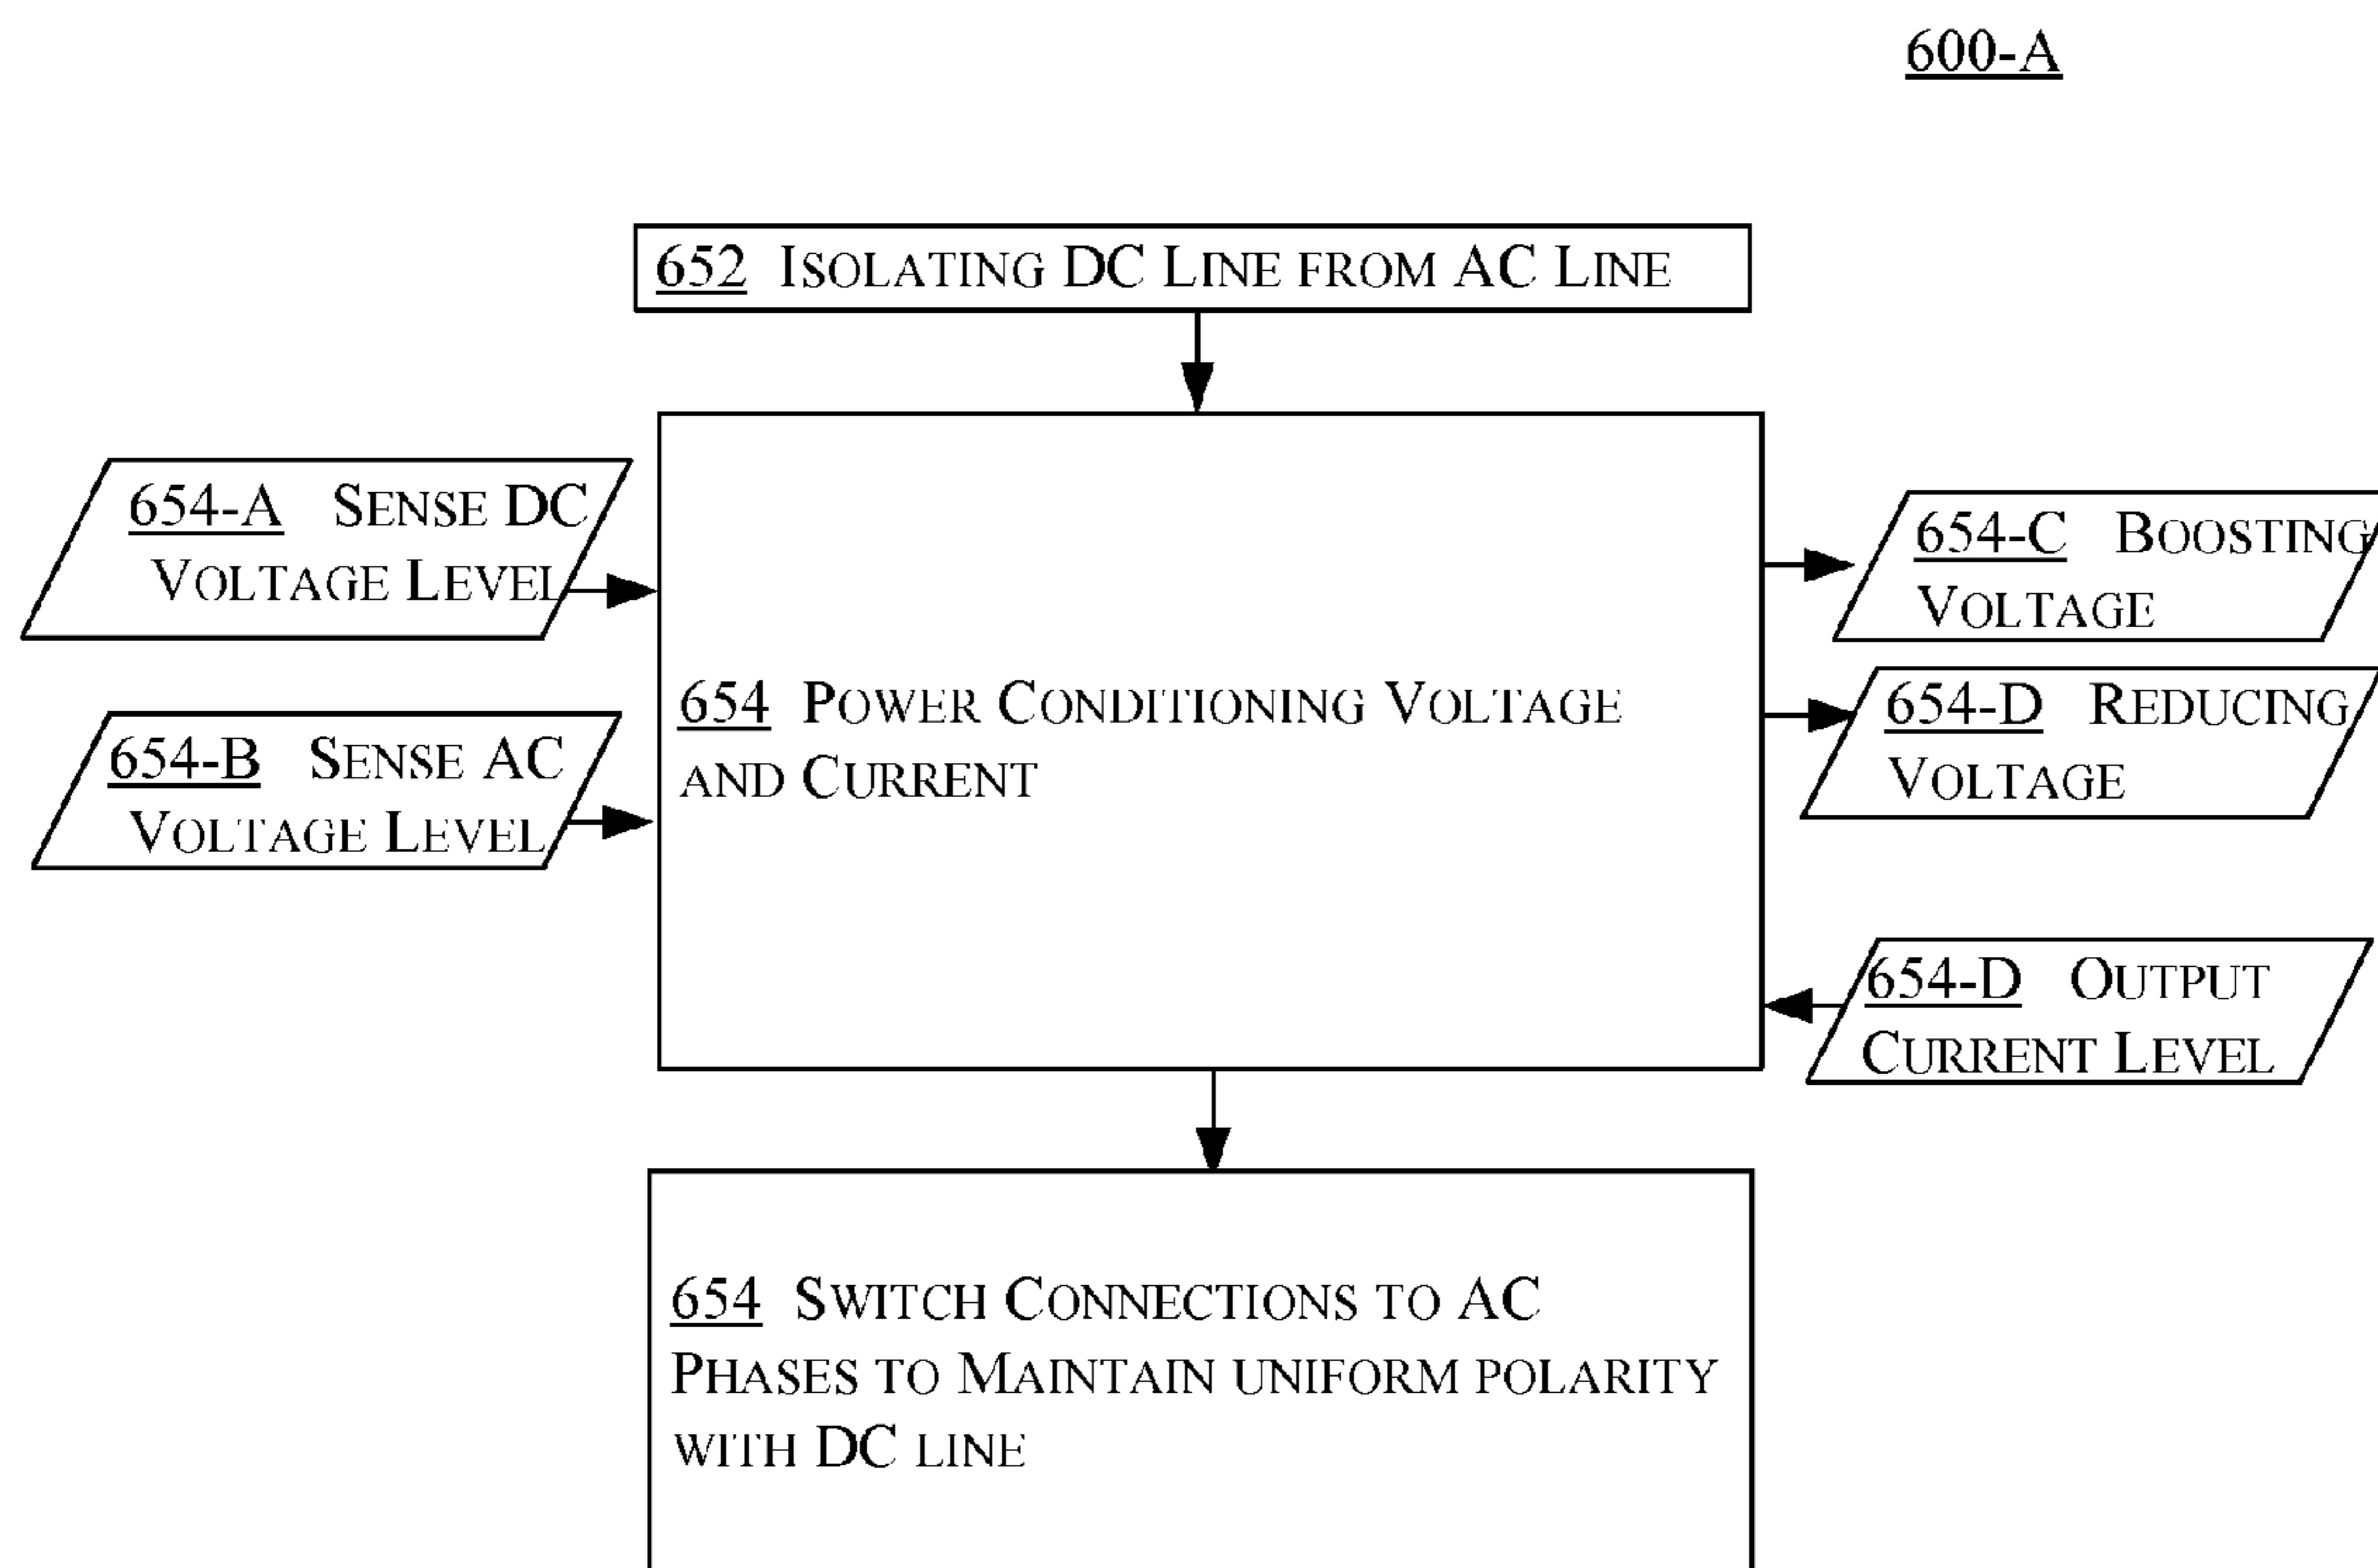 600-A
652 Isolating DC Line from AC Line
654-A Sense DC
Voltage Level
654-B Sense AC
Voltage Level
654 Power Conditioning Voltage
and Current
654-C Boosting
Voltage
654-D Reducing
Voltage
654-D Output
Current Level
654 Switch Connections to AC
Phases to Maintain uniform polarity
with DC line